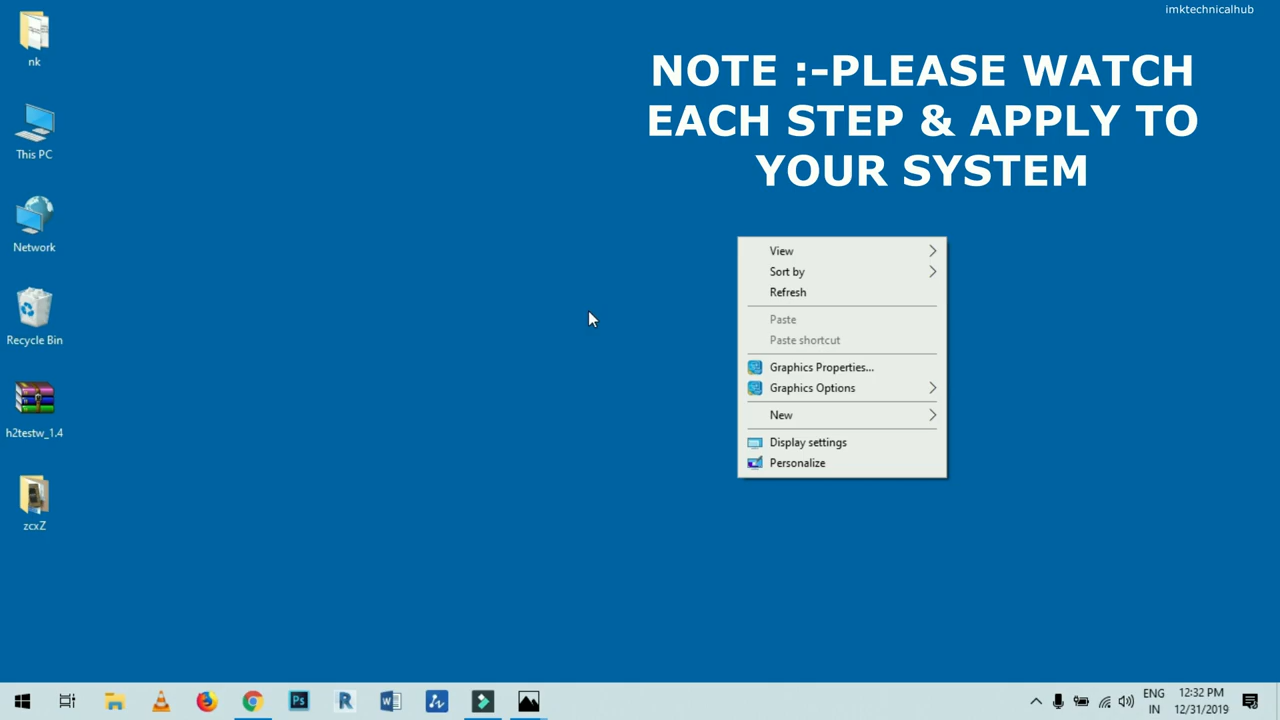 imktechnicalhub
NOTE :-PLEASE WATCH
EACH STEP & APPLY TO
YOUR SYSTEM
nk
This PC
Network
Recycle Bin
h2testw_1.4
zcxZ
View
Sort by
Refresh
Paste
Paste shortcut
Graphics Properties...
Graphics Options
New
Display settings
Personalize
Ps
R
W
ENG
IN
12:32 PM
12/31/2019